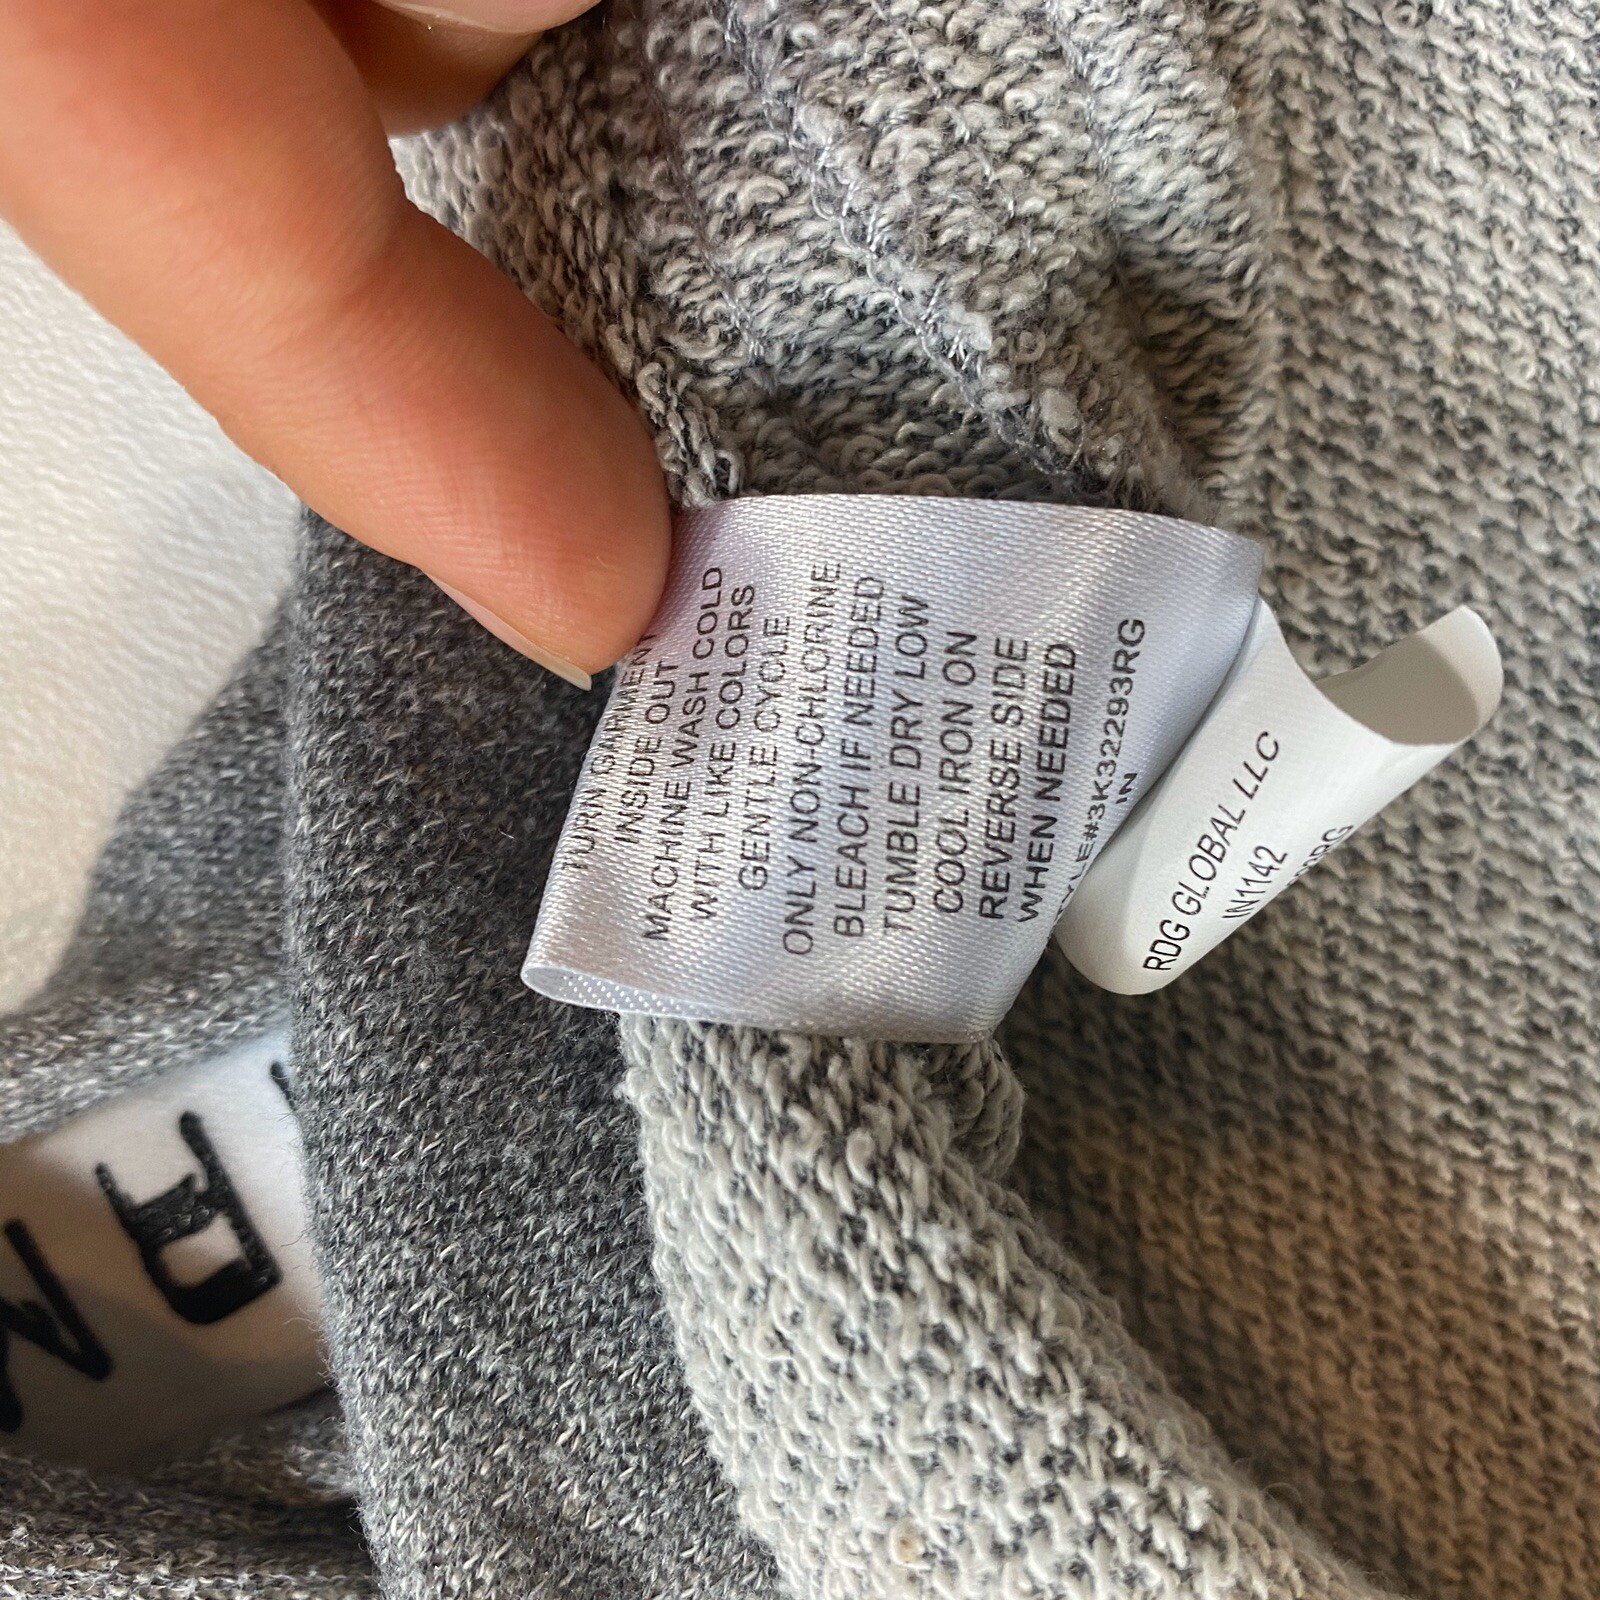 TURN GARMENT
INSIDE OUT
MACHINE WASH COLD
WITH LIKE COLORS
GENTLE CYCLE
ONLY NON-CHLORINE
BLEACH IF NEEDED
TUMBLE DRY LOW
COOL IRON ON
REVERSE SIDE
WHEN NEEDED
STYLE#3K32293RG
IN
RDG GLOBAL LLC
IN1142